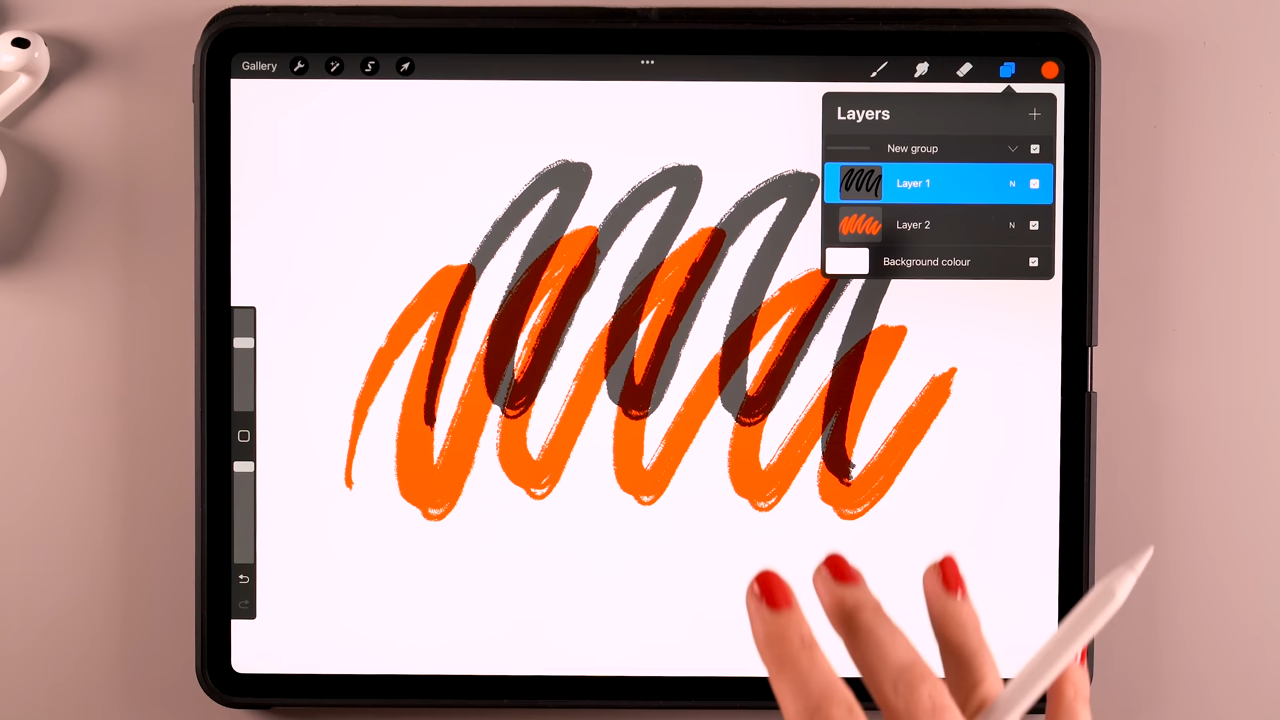 Gallery
Layers
New group
Layer 1 N
Layer 2 N
Background colour